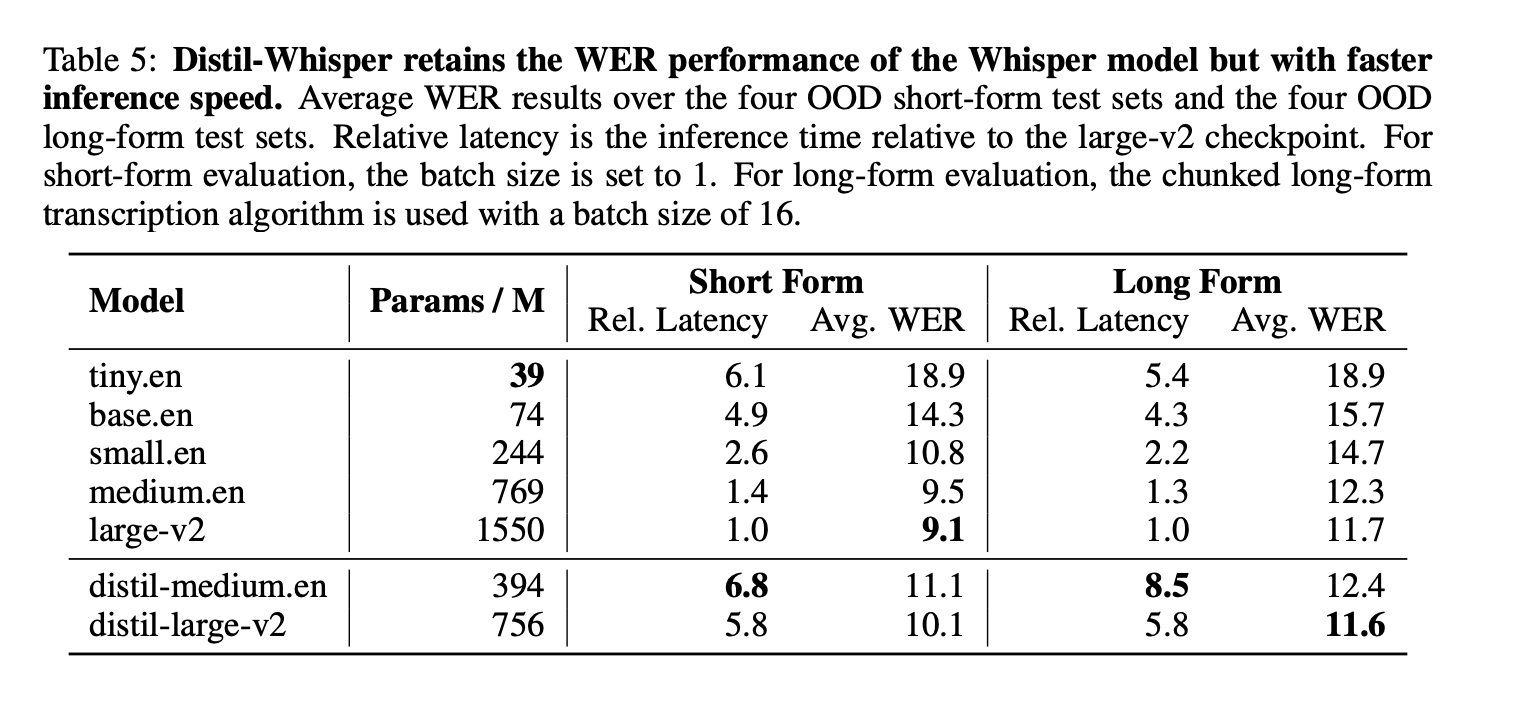 Table 5: Distil-Whisper retains the WER performance of the Whisper model but with faster
inference speed. Average WER results over the four OOD short-form test sets and the four OOD
long-form test sets. Relative latency is the inference time relative to the large-v2 checkpoint. For
short-form evaluation, the batch size is set to 1. For long-form evaluation, the chunked long-form
transcription algorithm is used with a batch size of 16.
Model Params / M Short Form Long Form
Rel. Latency Avg. WER Rel. Latency Avg. WER
tiny.en 39 6.1 18.9 5.4 18.9
base.en 74 4.9 14.3 4.3 15.7
small.en 244 2.6 10.8 2.2 14.7
medium.en 769 1.4 9.5 1.3 12.3
large-v2 1550 1.0 9.1 1.0 11.7
distil-medium.en 394 6.8 11.1 8.5 12.4
distil-large-v2 756 5.8 10.1 5.8 11.6